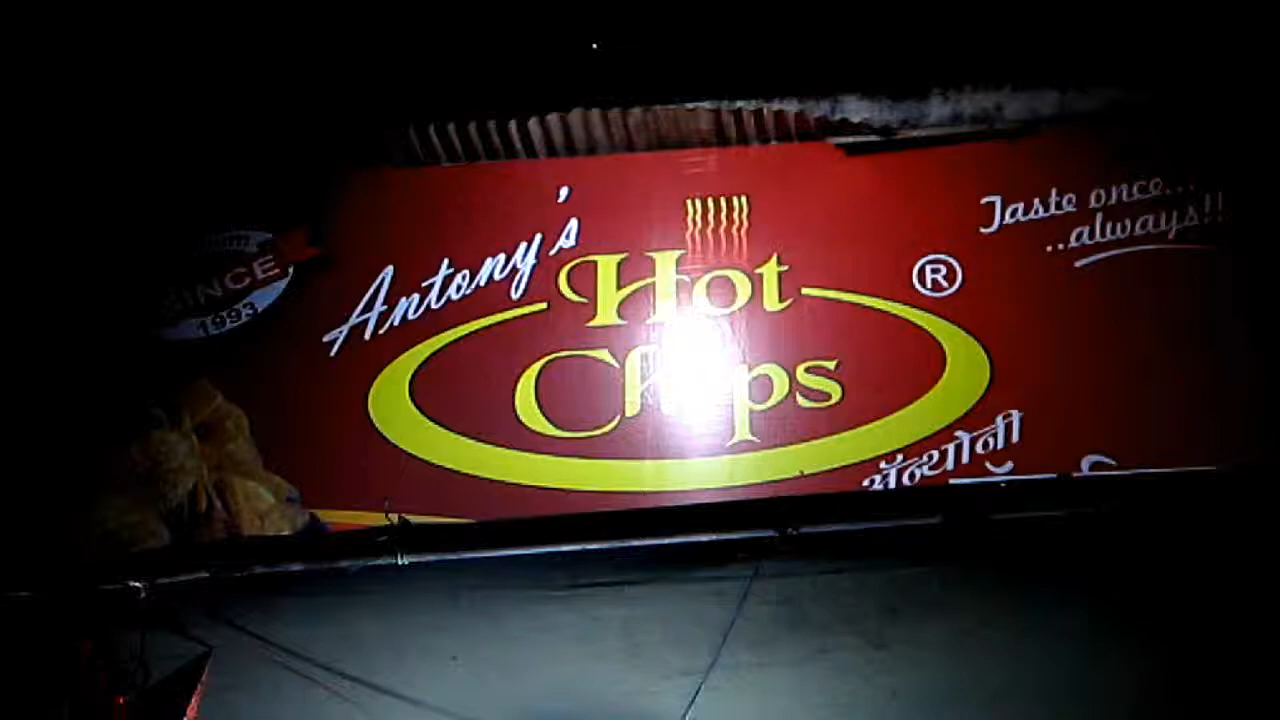 SINCE
1993
Antony's
Hot
Chips
®
Taste once...
..always!!
ॲन्थोनी